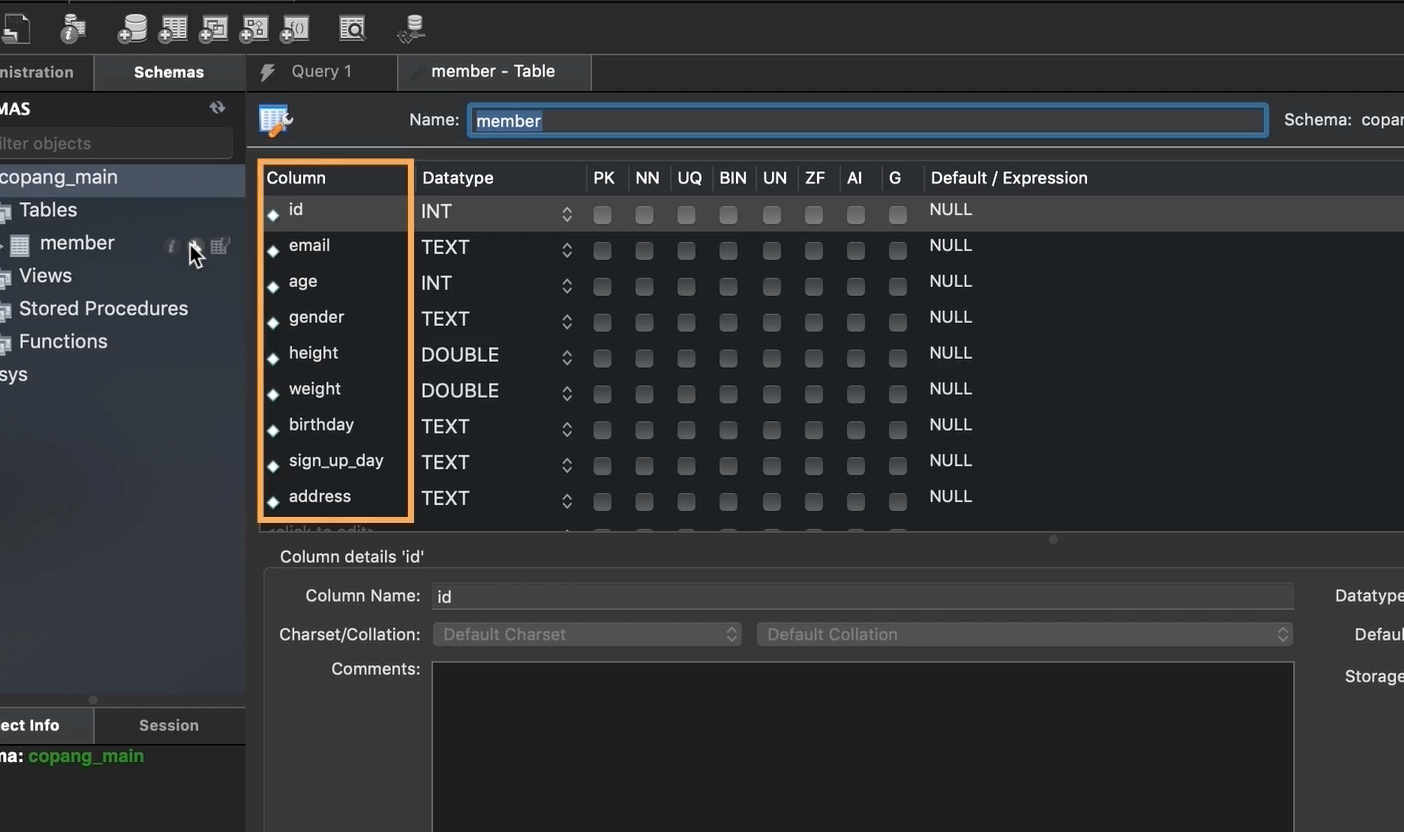 nistration Schemas Query 1 member - Table
MAS
Name: member Schema: copar
ilter objects
copang_main
Tables
member
Views
Stored Procedures
Functions
sys
Column Datatype PK NN UQ BIN UN ZF AI G Default / Expression
id INT NULL
email TEXT NULL
age INT NULL
gender TEXT NULL
height DOUBLE NULL
weight DOUBLE NULL
birthday TEXT NULL
sign_up_day TEXT NULL
address TEXT NULL
<click to edit>
Column details 'id'
Column Name: id Datatype
Charset/Collation: Default Charset Default Collation Defaul
Comments: Storage
ect Info Session
ma: copang_main